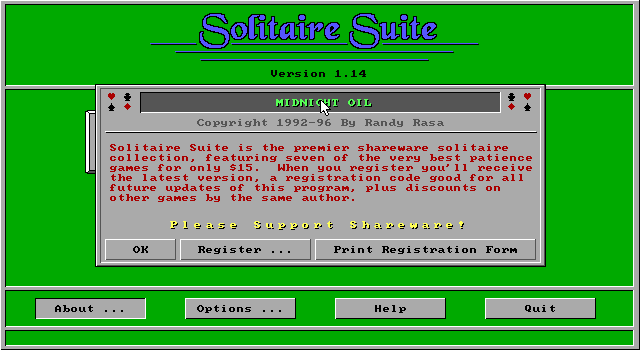 Solitaire Suite
Version 1.14
MIDNIGHT OIL
Copyright 1992-96 By Randy Rasa
Solitaire Suite is the premier shareware solitaire
collection, featuring seven of the very best patience
games for only $15.  When you register you'll receive
the latest version, a registration code good for all
future updates of this program, plus discounts on
other games by the same author.
Please Support Shareware!
OK Register ... Print Registration Form
About ... Options ... Help Quit